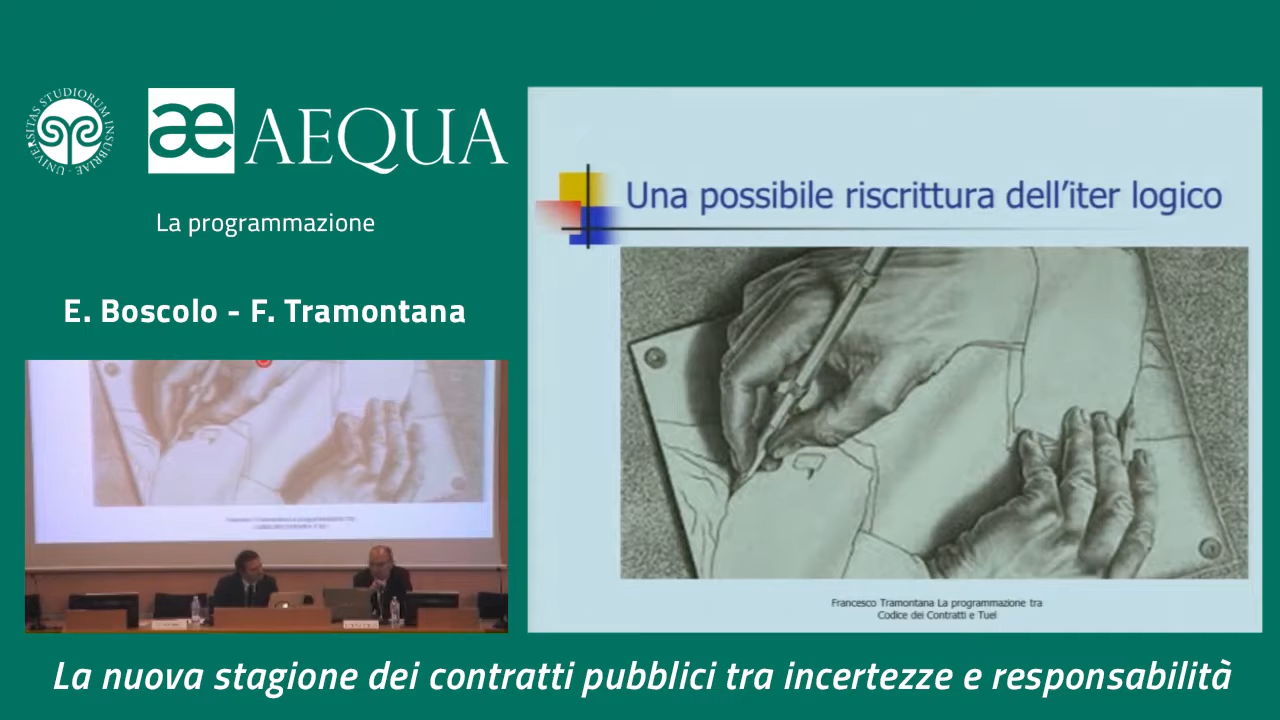 UNIVERSITAS STUDIORUM INSUBRIAE
æ AEQUA
La programmazione
E. Boscolo - F. Tramontana
Una possibile riscrittura dell'iter logico
Francesco Tramontana La programmazione tra
Codice dei Contratti e Tuel
La nuova stagione dei contratti pubblici tra incertezze e responsabilità